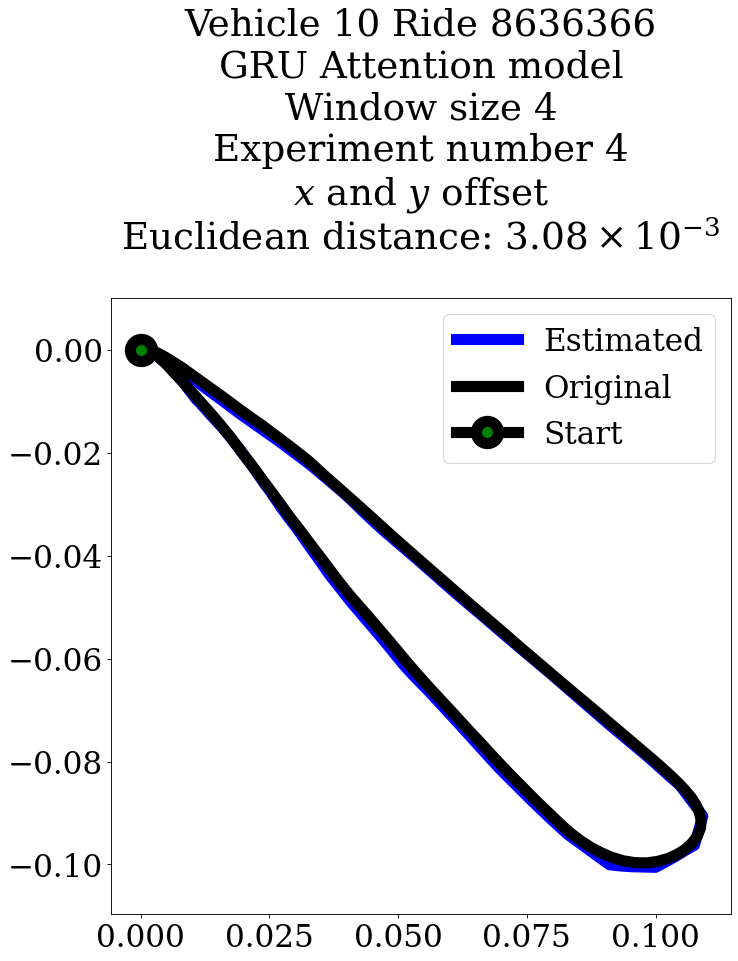 Vehicle 10 Ride 8636366
GRU Attention model
Window size 4
Experiment number 4
x and y offset
Euclidean distance: 3.08 × 10⁻³
Estimated
Original
Start
0.00
−0.02
−0.04
−0.06
−0.08
−0.10
0.000 0.025 0.050 0.075 0.100